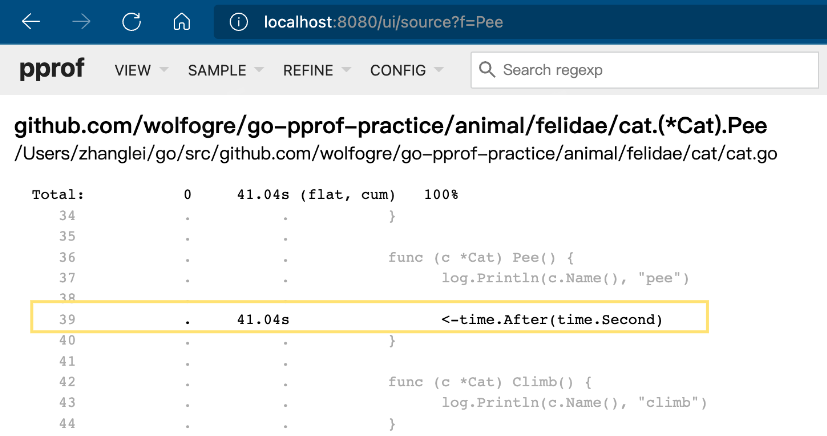 localhost:8080/ui/source?f=Pee
pprof VIEW SAMPLE REFINE CONFIG Search regexp
github.com/wolfogre/go-pprof-practice/animal/felidae/cat.(*Cat).Pee
/Users/zhanglei/go/src/github.com/wolfogre/go-pprof-practice/animal/felidae/cat/cat.go
Total: 0 41.04s (flat, cum) 100%
34 . . }
35 . .
36 . . func (c *Cat) Pee() {
37 . . log.Println(c.Name(), "pee")
38 . .
39 . 41.04s <-time.After(time.Second)
40 . . }
41 . .
42 . . func (c *Cat) Climb() {
43 . . log.Println(c.Name(), "climb")
44 . . }